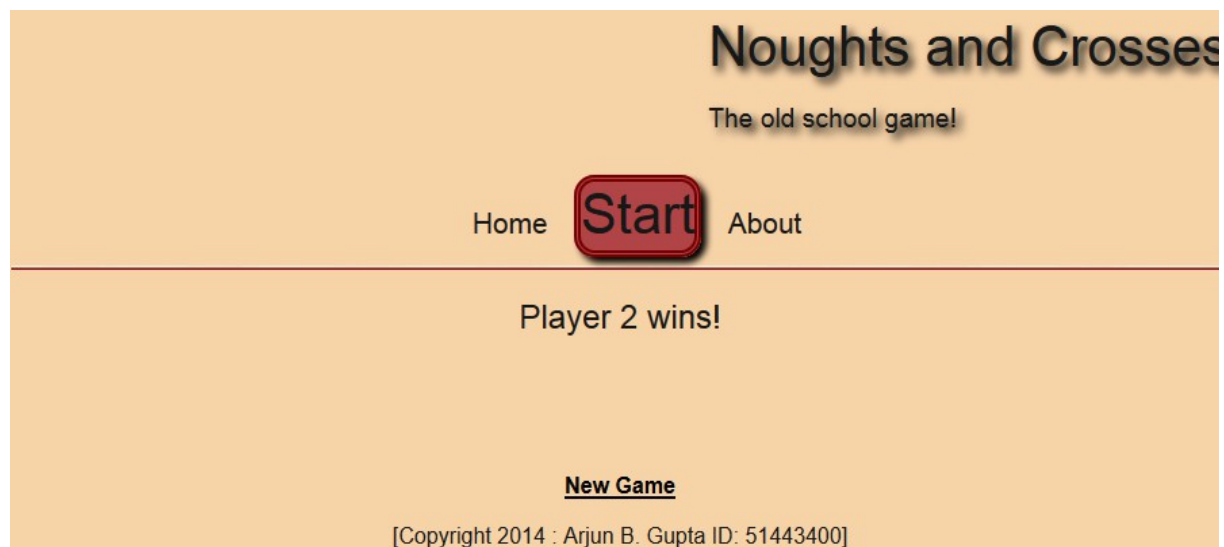 Noughts and Crosses
The old school game!
Home Start About
Player 2 wins!
New Game
[Copyright 2014 : Arjun B. Gupta ID: 51443400]